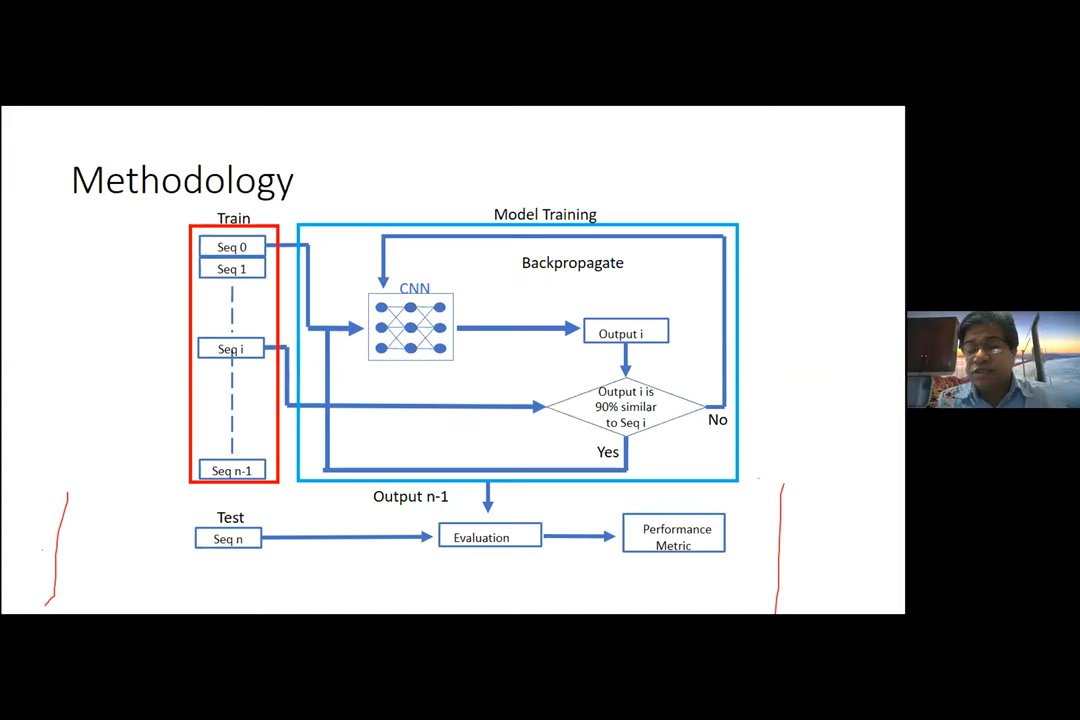 Methodology
Train
Model Training
Seq 0
Seq 1
Backpropagate
CNN
Output i
Seq i
Output i is
90% similar
to Seq i
No
Yes
Seq n-1
Output n-1
Test
Seq n
Evaluation
Performance
Metric